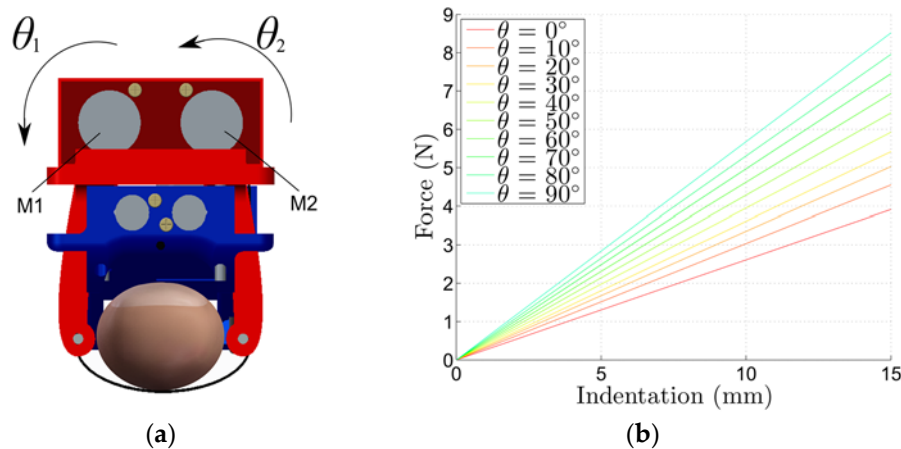 θ₁
θ₂
M1
M2
(a)
9
8
7
6
5
4
3
2
1
0
Force (N)
θ = 0°
θ = 10°
θ = 20°
θ = 30°
θ = 40°
θ = 50°
θ = 60°
θ = 70°
θ = 80°
θ = 90°
0 5 10 15
Indentation (mm)
(b)